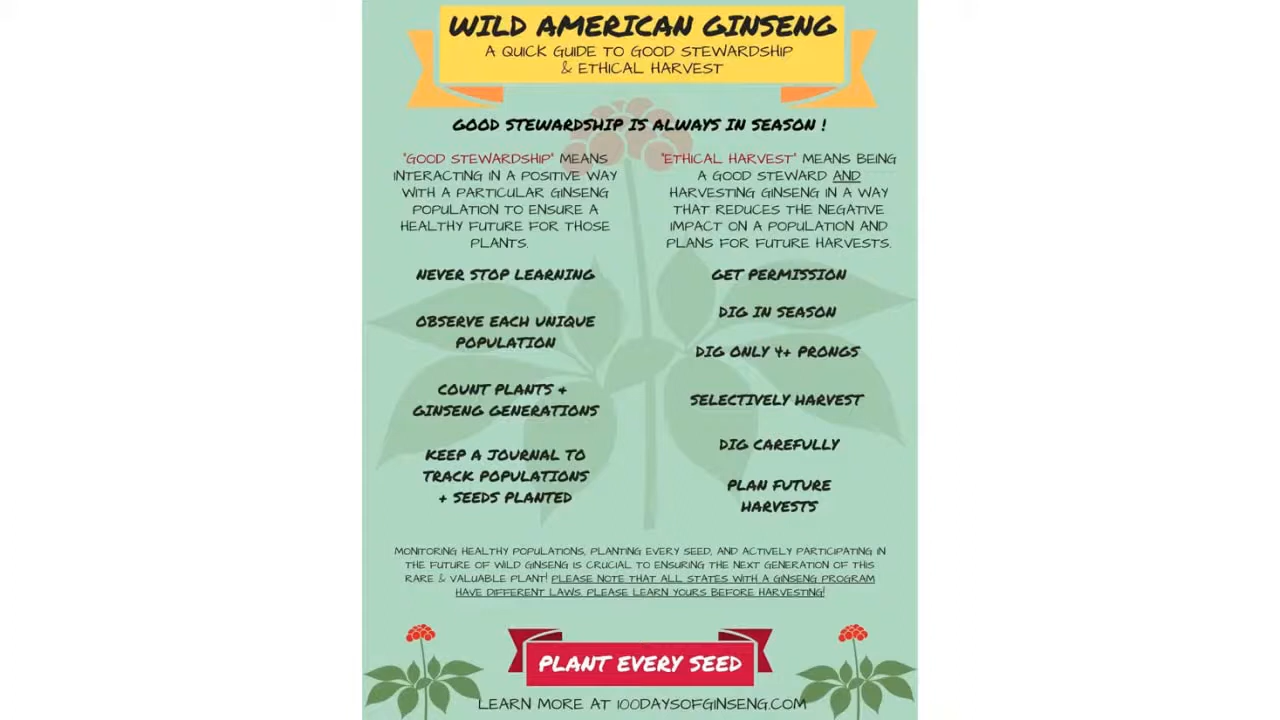 WILD AMERICAN GINSENG
A QUICK GUIDE TO GOOD STEWARDSHIP
& ETHICAL HARVEST
GOOD STEWARDSHIP IS ALWAYS IN SEASON !
"GOOD STEWARDSHIP" MEANS
INTERACTING IN A POSITIVE WAY
WITH A PARTICULAR GINSENG
POPULATION TO ENSURE A
HEALTHY FUTURE FOR THOSE
PLANTS.
NEVER STOP LEARNING
OBSERVE EACH UNIQUE
POPULATION
COUNT PLANTS +
GINSENG GENERATIONS
KEEP A JOURNAL TO
TRACK POPULATIONS
+ SEEDS PLANTED
"ETHICAL HARVEST" MEANS BEING
A GOOD STEWARD AND
HARVESTING GINSENG IN A WAY
THAT REDUCES THE NEGATIVE
IMPACT ON A POPULATION AND
PLANS FOR FUTURE HARVESTS.
GET PERMISSION
DIG IN SEASON
DIG ONLY 4+ PRONGS
SELECTIVELY HARVEST
DIG CAREFULLY
PLAN FUTURE
HARVESTS
MONITORING HEALTHY POPULATIONS, PLANTING EVERY SEED, AND ACTIVELY PARTICIPATING IN
THE FUTURE OF WILD GINSENG IS CRUCIAL TO ENSURING THE NEXT GENERATION OF THIS
RARE & VALUABLE PLANT! PLEASE NOTE THAT ALL STATES WITH A GINSENG PROGRAM
HAVE DIFFERENT LAWS. PLEASE LEARN YOURS BEFORE HARVESTING!
PLANT EVERY SEED
LEARN MORE AT 100DAYSOFGINSENG.COM